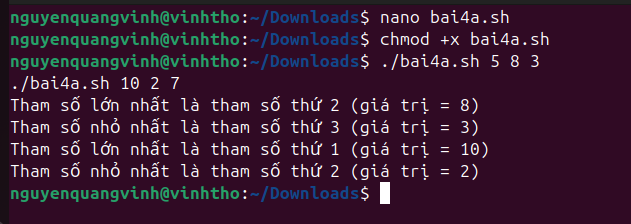 nguyenquangvinh@vinhtho:~/Downloads$ nano bai4a.sh
nguyenquangvinh@vinhtho:~/Downloads$ chmod +x bai4a.sh
nguyenquangvinh@vinhtho:~/Downloads$ ./bai4a.sh 5 8 3
./bai4a.sh 10 2 7
Tham số lớn nhất là tham số thứ 2 (giá trị = 8)
Tham số nhỏ nhất là tham số thứ 3 (giá trị = 3)
Tham số lớn nhất là tham số thứ 1 (giá trị = 10)
Tham số nhỏ nhất là tham số thứ 2 (giá trị = 2)
nguyenquangvinh@vinhtho:~/Downloads$